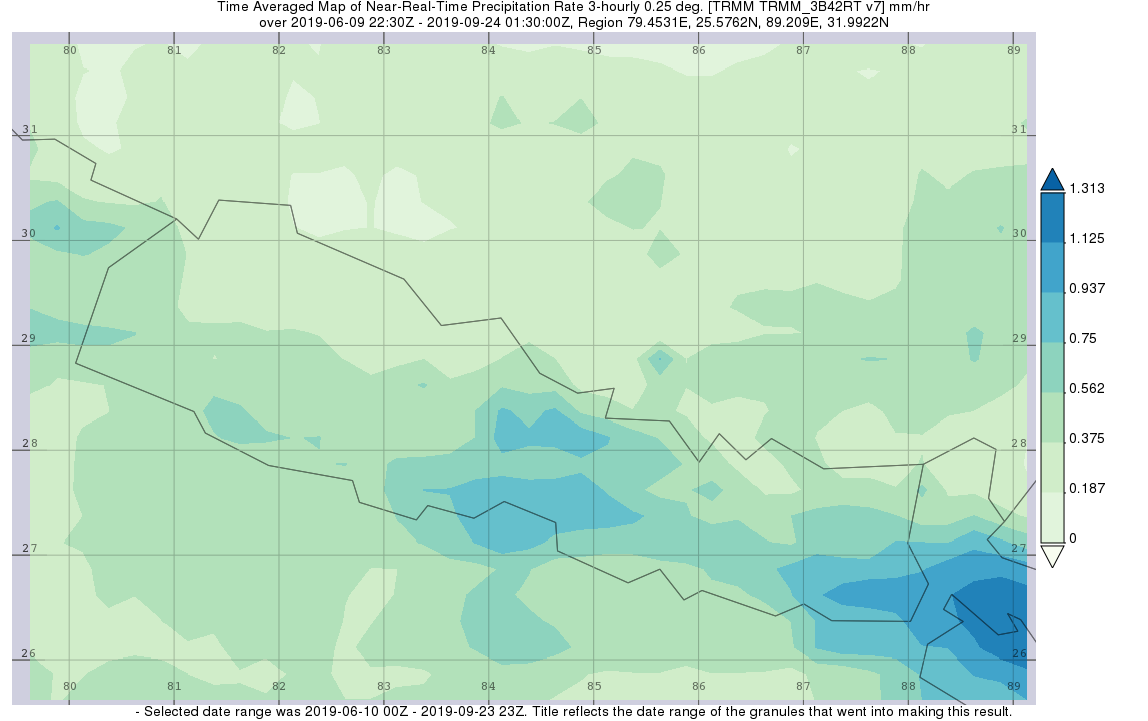 Time Averaged Map of Near-Real-Time Precipitation Rate 3-hourly 0.25 deg. [TRMM TRMM_3B42RT v7] mm/hr
over 2019-06-09 22:30Z - 2019-09-24 01:30:00Z, Region 79.4531E, 25.5762N, 89.209E, 31.9922N
80 81 82 83 84 85 86 87 88 89
31 31
30 30
29 29
28 28
27 27
26 26
80 81 82 83 84 85 86 87 88 89
1.313
1.125
0.937
0.75
0.562
0.375
0.187
0
- Selected date range was 2019-06-10 00Z - 2019-09-23 23Z. Title reflects the date range of the granules that went into making this result.